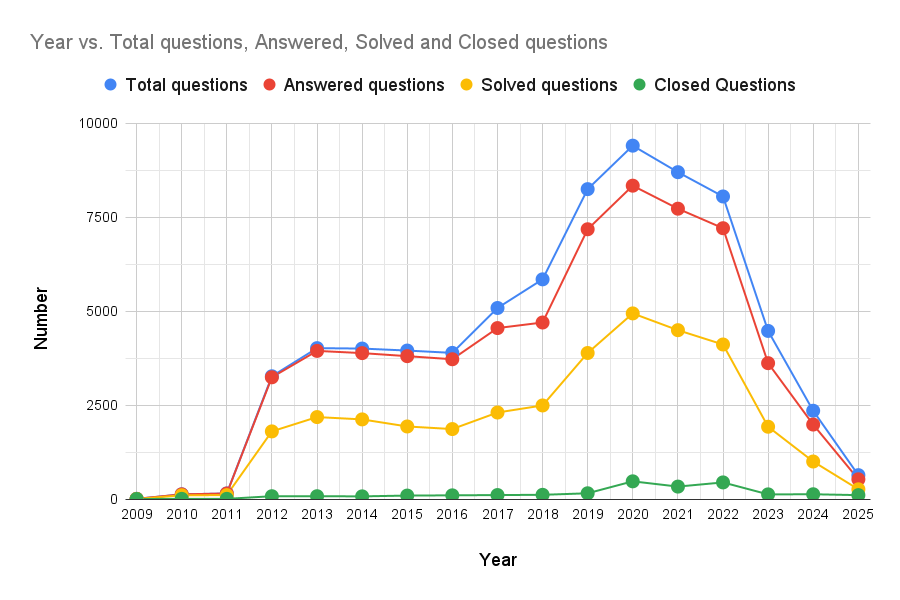 Year vs. Total questions, Answered, Solved and Closed questions
Total questions Answered questions Solved questions Closed Questions
10000
7500
5000
2500
0
Number
2009 2010 2011 2012 2013 2014 2015 2016 2017 2018 2019 2020 2021 2022 2023 2024 2025
Year